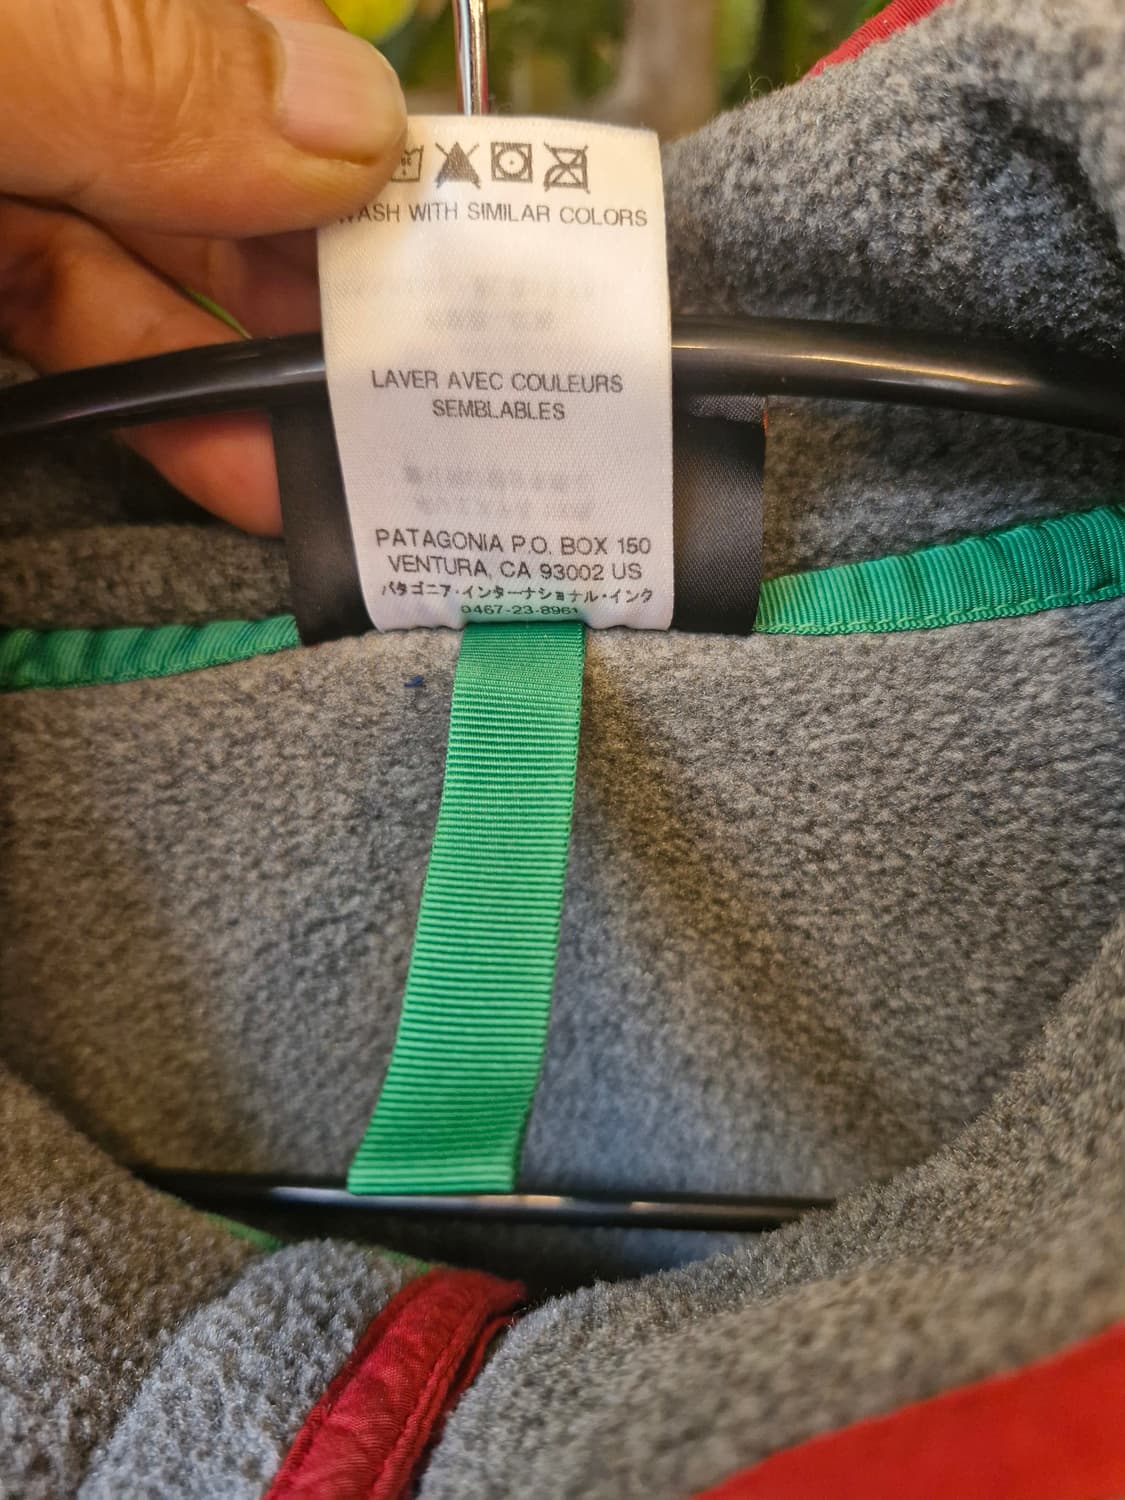 WASH WITH SIMILAR COLORS
LAVER AVEC COULEURS
SEMBLABLES
PATAGONIA P.O. BOX 150
VENTURA, CA 93002 US
パタゴニア・インターナショナル・インク
0467-23-8961